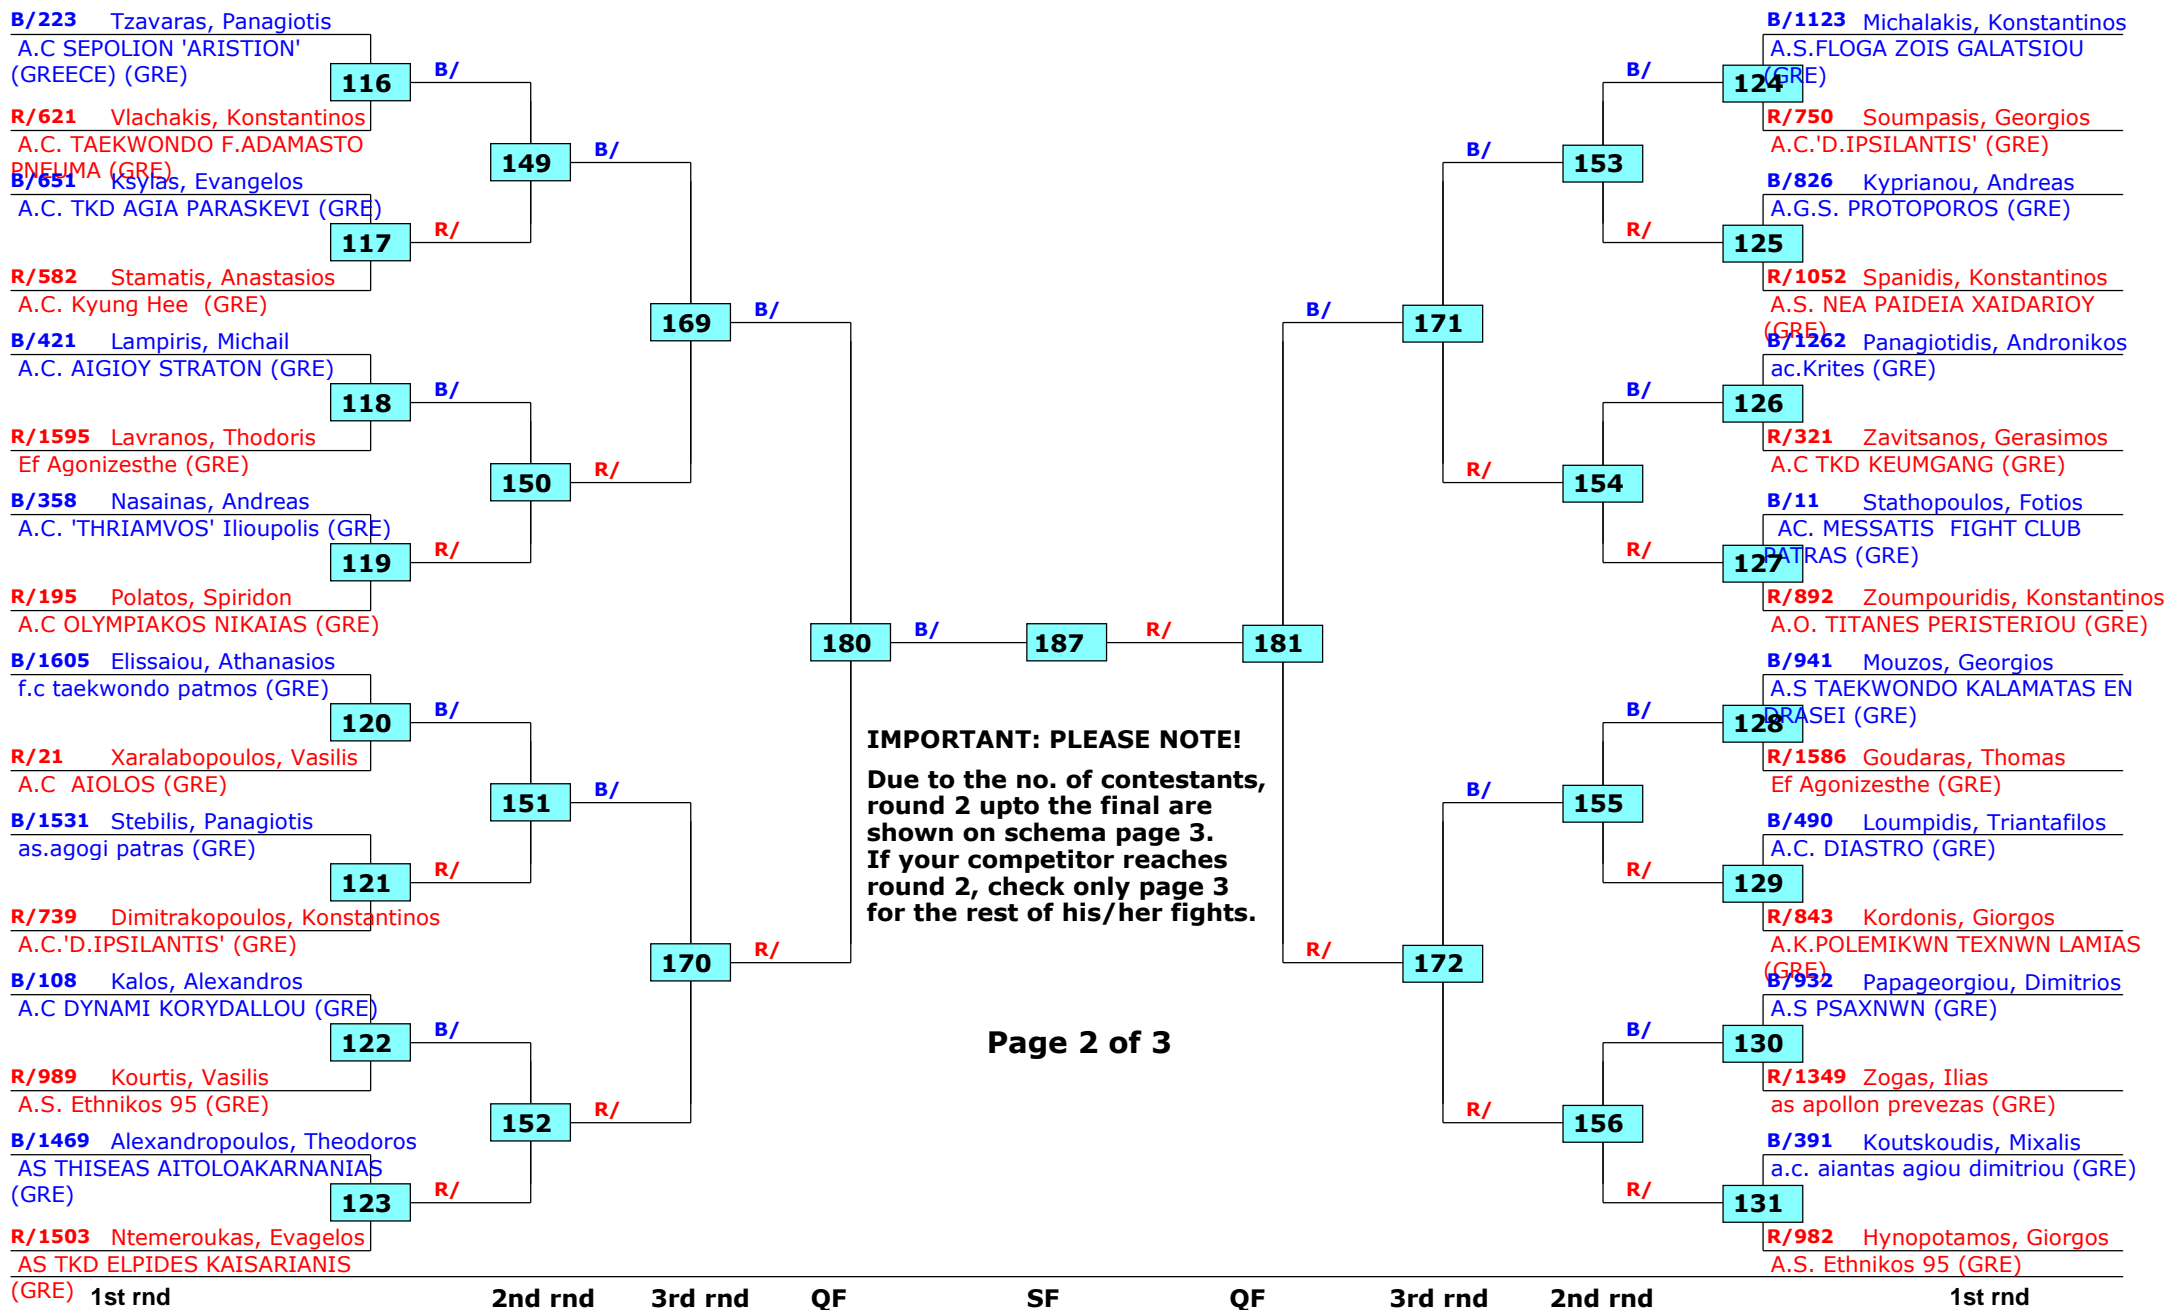 B/223 Tzavaras, Panagiotis
A.C SEPOLION 'ARISTION'
(GREECE) (GRE)
116
R/621 Vlachakis, Konstantinos
A.C. TAEKWONDO F.ADAMASTO
PNEUMA (GRE)
B/651 Ksylas, Evangelos
A.C. TKD AGIA PARASKEVI (GRE)
117
R/582 Stamatis, Anastasios
A.C. Kyung Hee (GRE)
B/421 Lampiris, Michail
A.C. AIGIOY STRATON (GRE)
118
R/1595 Lavranos, Thodoris
Ef Agonizesthe (GRE)
B/358 Nasainas, Andreas
A.C. 'THRIAMVOS' Ilioupolis (GRE)
119
R/195 Polatos, Spiridon
A.C OLYMPIAKOS NIKAIAS (GRE)
B/1605 Elissaiou, Athanasios
f.c taekwondo patmos (GRE)
120
R/21 Xaralabopoulos, Vasilis
A.C AIOLOS (GRE)
B/1531 Stebilis, Panagiotis
as.agogi patras (GRE)
121
R/739 Dimitrakopoulos, Konstantinos
A.C.'D.IPSILANTIS' (GRE)
B/108 Kalos, Alexandros
A.C DYNAMI KORYDALLOU (GRE)
122
R/989 Kourtis, Vasilis
A.S. Ethnikos 95 (GRE)
B/1469 Alexandropoulos, Theodoros
AS THISEAS AITOLOAKARNANIAS
(GRE)
123
R/1503 Ntemeroukas, Evagelos
AS TKD ELPIDES KAISARIANIS
(GRE)
B/
R/
B/
R/
B/
R/
B/
R/
149
150
151
152
B/
R/
B/
R/
169
170
B/
R/
180
B/
187
R/
181
IMPORTANT: PLEASE NOTE!
Due to the no. of contestants,
round 2 upto the final are
shown on schema page 3.
If your competitor reaches
round 2, check only page 3
for the rest of his/her fights.
Page 2 of 3
B/
R/
171
172
B/
R/
B/
R/
153
154
155
156
B/
R/
B/
R/
B/
R/
B/
R/
B/1123 Michalakis, Konstantinos
A.S.FLOGA ZOIS GALATSIOU
(GRE)
124
R/750 Soumpasis, Georgios
A.C.'D.IPSILANTIS' (GRE)
B/826 Kyprianou, Andreas
A.G.S. PROTOPOROS (GRE)
125
R/1052 Spanidis, Konstantinos
A.S. NEA PAIDEIA XAIDARIOY
(GRE)
B/1262 Panagiotidis, Andronikos
ac.Krites (GRE)
126
R/321 Zavitsanos, Gerasimos
A.C TKD KEUMGANG (GRE)
B/11 Stathopoulos, Fotios
AC. MESSATIS FIGHT CLUB
PATRAS (GRE)
127
R/892 Zoumpouridis, Konstantinos
A.O. TITANES PERISTERIOU (GRE)
B/941 Mouzos, Georgios
A.S TAEKWONDO KALAMATAS EN
DRASEI (GRE)
128
R/1586 Goudaras, Thomas
Ef Agonizesthe (GRE)
B/490 Loumpidis, Triantafilos
A.C. DIASTRO (GRE)
129
R/843 Kordonis, Giorgos
A.K.POLEMIKWN TEXNWN LAMIAS
(GRE)
B/932 Papageorgiou, Dimitrios
A.S PSAXNWN (GRE)
130
R/1349 Zogas, Ilias
as apollon prevezas (GRE)
B/391 Koutskoudis, Mixalis
a.c. aiantas agiou dimitriou (GRE)
131
R/982 Hynopotamos, Giorgos
A.S. Ethnikos 95 (GRE)
1st rnd 2nd rnd 3rd rnd QF SF QF 3rd rnd 2nd rnd 1st rnd